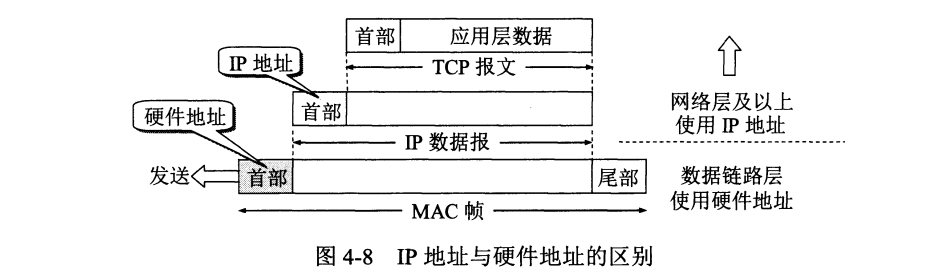 首部 应用层数据
TCP 报文
IP 地址
首部
网络层及以上
使用 IP 地址
硬件地址
IP 数据报
发送 首部 尾部
数据链路层
使用硬件地址
MAC 帧
图 4-8 IP 地址与硬件地址的区别